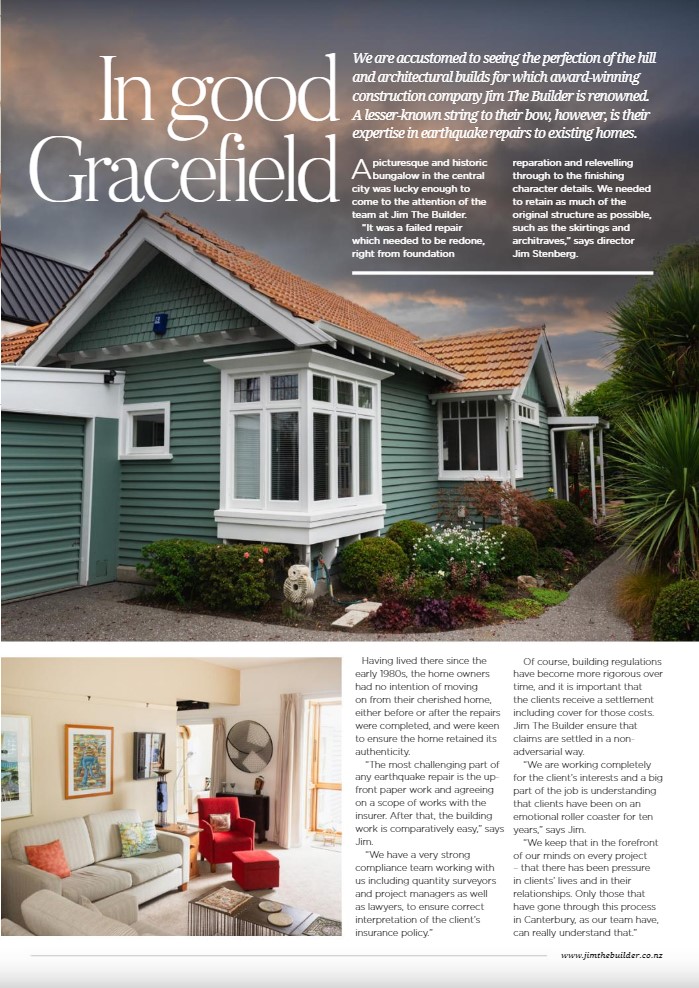 In good
Gracefield
We are accustomed to seeing the perfection of the hill
and architectural builds for which award-winning
construction company Jim The Builder is renowned.
A lesser-known string to their bow, however, is their
expertise in earthquake repairs to existing homes.
A picturesque and historic
bungalow in the central
city was lucky enough to
come to the attention of the
team at Jim The Builder.
“It was a failed repair
which needed to be redone,
right from foundation
reparation and relevelling
through to the finishing
character details. We needed
to retain as much of the
original structure as possible,
such as the skirtings and
architraves,” says director
Jim Stenberg.
Having lived there since the
early 1980s, the home owners
had no intention of moving
on from their cherished home,
either before or after the repairs
were completed, and were keen
to ensure the home retained its
authenticity.
“The most challenging part of
any earthquake repair is the up-
front paper work and agreeing
on a scope of works with the
insurer. After that, the building
work is comparatively easy,” says
Jim.
“We have a very strong
compliance team working with
us including quantity surveyors
and project managers as well
as lawyers, to ensure correct
interpretation of the client’s
insurance policy.”
Of course, building regulations
have become more rigorous over
time, and it is important that
the clients receive a settlement
including cover for those costs.
Jim The Builder ensure that
claims are settled in a non-
adversarial way.
“We are working completely
for the client’s interests and a big
part of the job is understanding
that clients have been on an
emotional roller coaster for ten
years,” says Jim.
“We keep that in the forefront
of our minds on every project
– that there has been pressure
in clients’ lives and in their
relationships. Only those that
have gone through this process
in Canterbury, as our team have,
can really understand that.”
www.jimthebuilder.co.nz